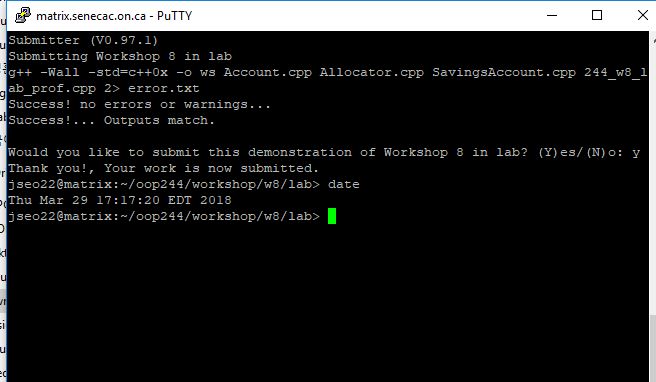 matrix.senecac.on.ca - PuTTY
Submitter (V0.97.1)
Submitting Workshop 8 in lab
g++ -Wall -std=c++0x -o ws Account.cpp Allocator.cpp SavingsAccount.cpp 244_w8_l
ab_prof.cpp 2> error.txt
Success! no errors or warnings...
Success!... Outputs match.
Would you like to submit this demonstration of Workshop 8 in lab? (Y)es/(N)o: y
Thank you!, Your work is now submitted.
jseo22@matrix:~/oop244/workshop/w8/lab> date
Thu Mar 29 17:17:20 EDT 2018
jseo22@matrix:~/oop244/workshop/w8/lab>